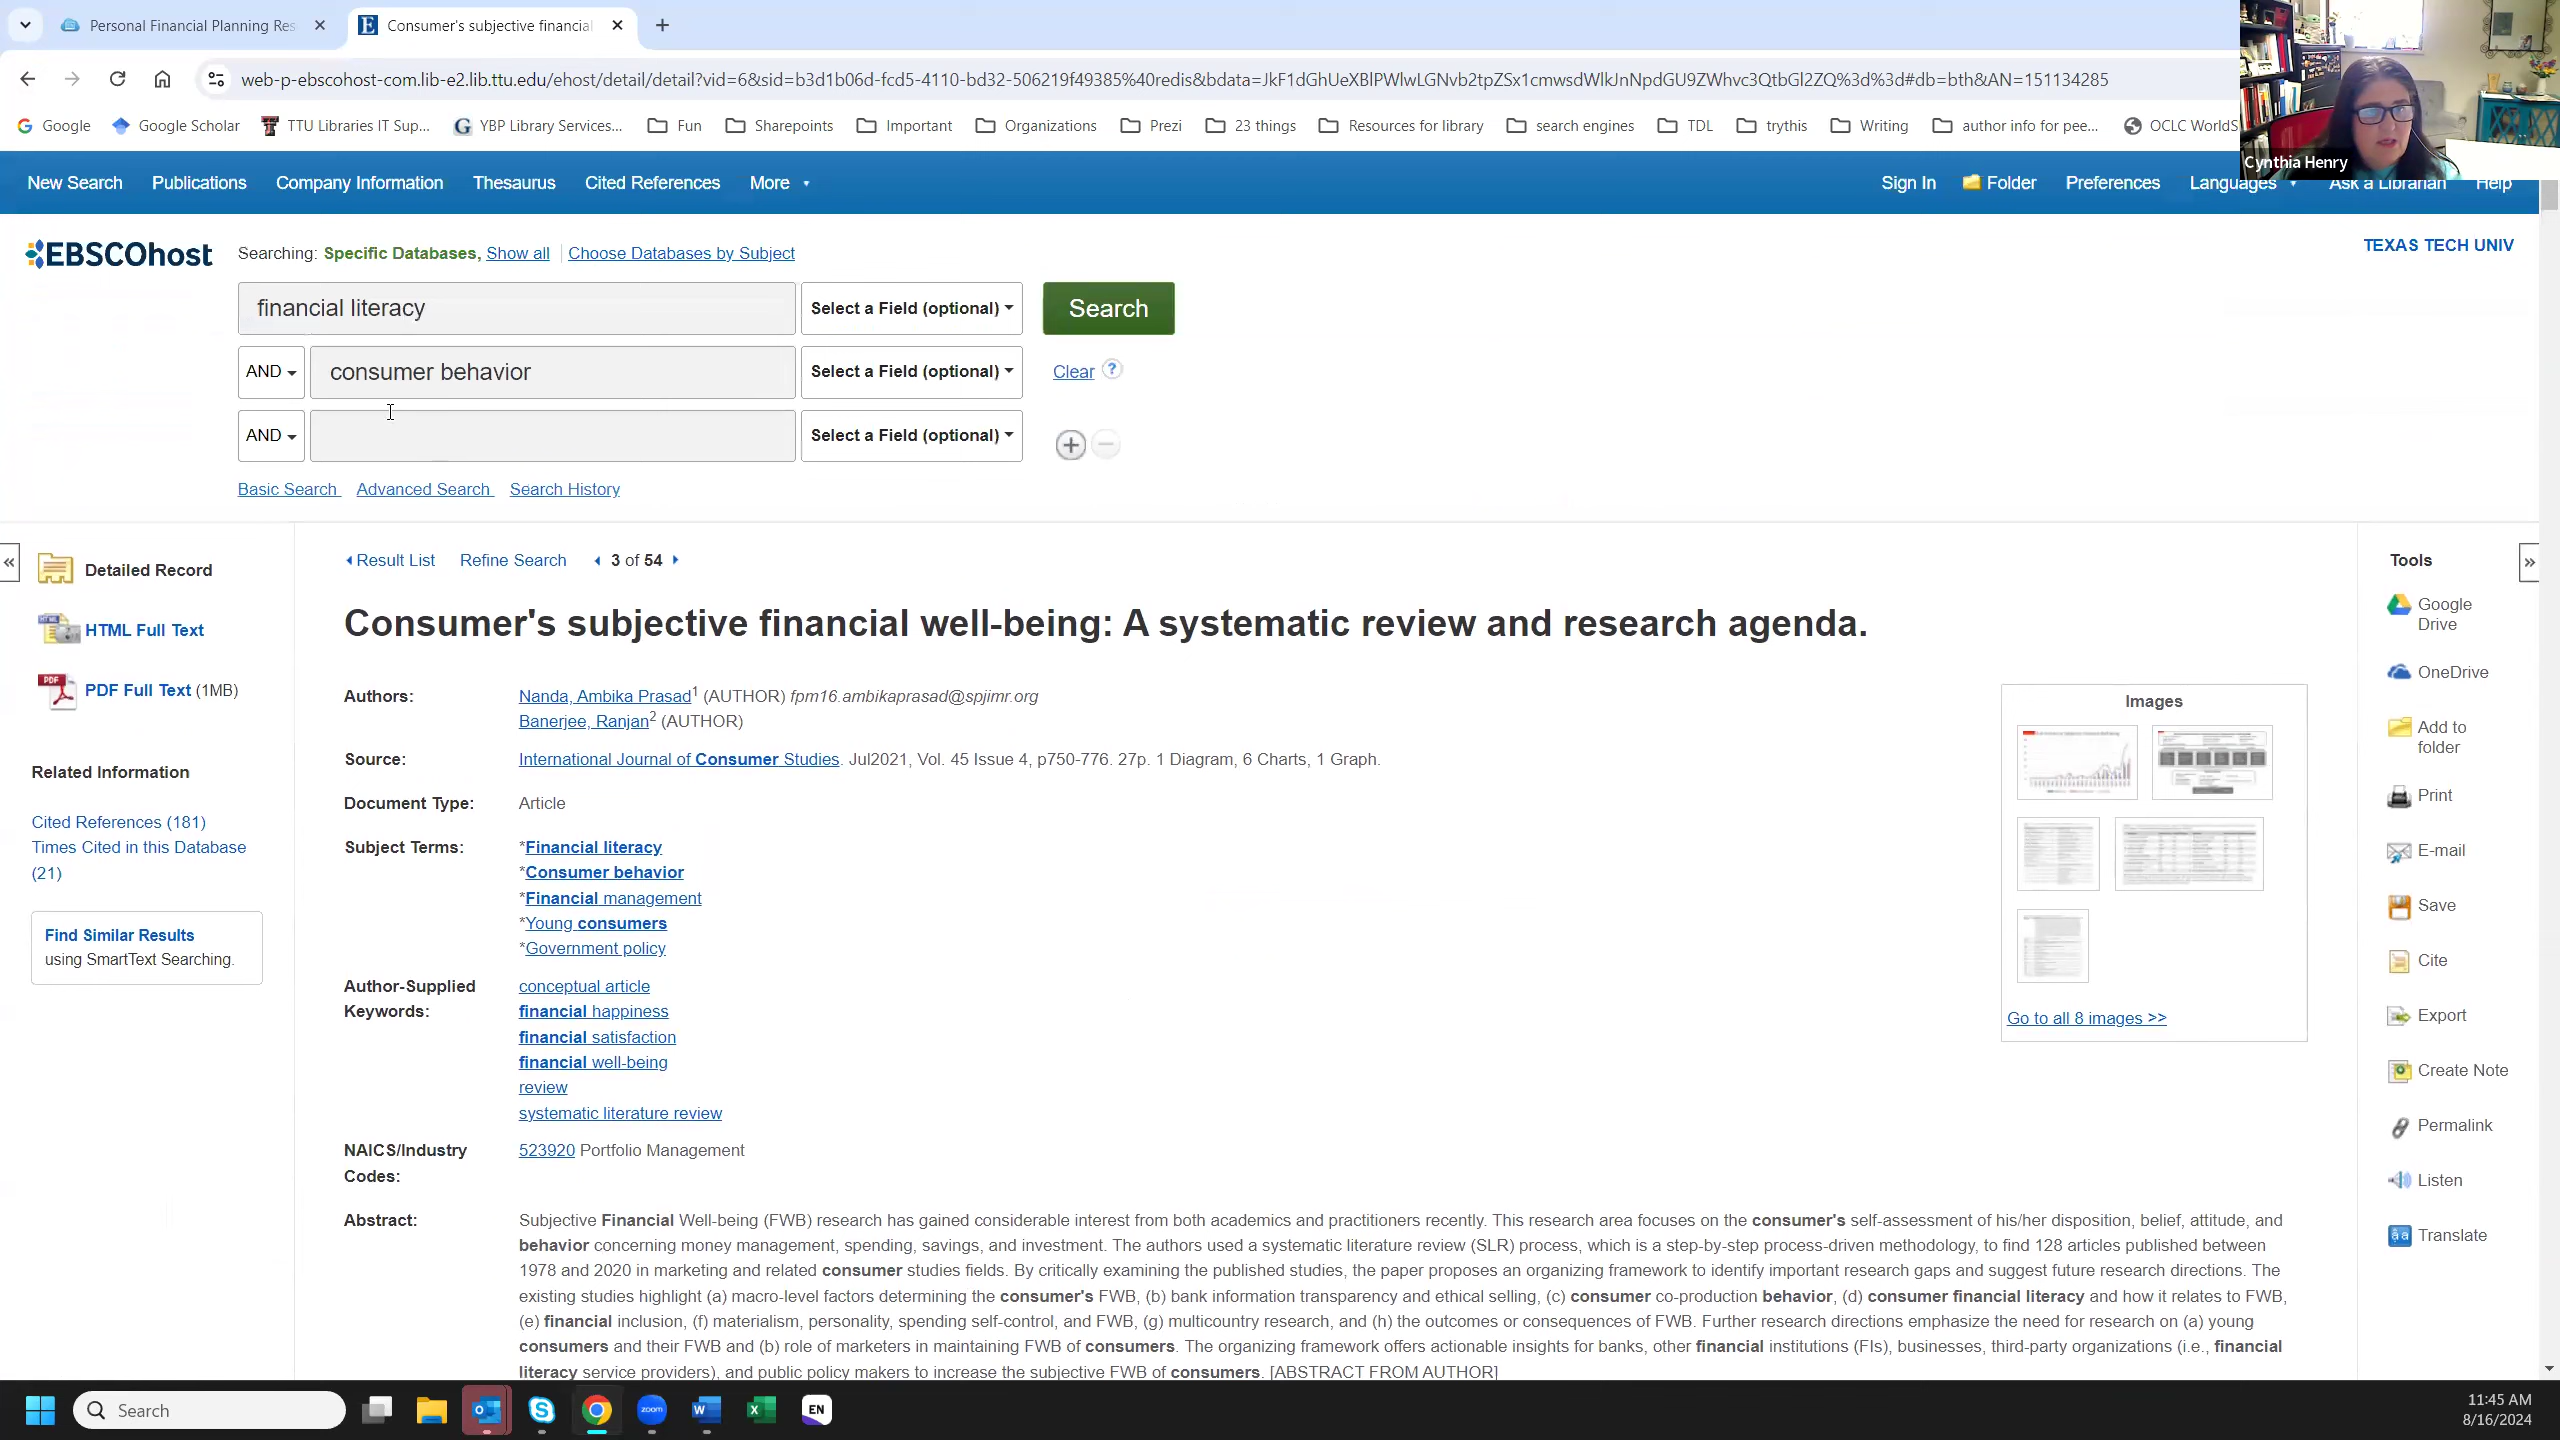 Personal Financial Planning Res
Consumer's subjective financial
web-p-ebscohost-com.lib-e2.lib.ttu.edu/ehost/detail/detail?vid=6&sid=b3d1b06d-fcd5-4110-bd32-506219f49385%40redis&bdata=JkF1dGhUeXBlPWlwLGNvb2tpZSx1cmwsdWlkJnNpdGU9ZWhvc3QtbGl2ZQ%3d%3d#db=bth&AN=151134285
Google
Google Scholar
TTU Libraries IT Sup...
YBP Library Services...
Fun
Sharepoints
Important
Organizations
Prezi
23 things
Resources for library
search engines
TDL
trythis
Writing
author info for pee...
OCLC WorldS
Cynthia Henry
New Search
Publications
Company Information
Thesaurus
Cited References
More
Sign In
Folder
Preferences
Languages
Ask a Librarian
Help
EBSCOhost
Searching: Specific Databases, Show all
Choose Databases by Subject
TEXAS TECH UNIV
financial literacy
Select a Field (optional)
Search
AND
consumer behavior
Select a Field (optional)
Clear
?
AND
Select a Field (optional)
Basic Search
Advanced Search
Search History
Detailed Record
HTML Full Text
PDF Full Text (1MB)
Related Information
Cited References (181)
Times Cited in this Database
(21)
Find Similar Results
using SmartText Searching.
Result List
Refine Search
3 of 54
Consumer's subjective financial well-being: A systematic review and research agenda.
Authors:
Nanda, Ambika Prasad1 (AUTHOR) fpm16.ambikaprasad@spjimr.org
Banerjee, Ranjan2 (AUTHOR)
Source:
International Journal of Consumer Studies. Jul2021, Vol. 45 Issue 4, p750-776. 27p. 1 Diagram, 6 Charts, 1 Graph.
Document Type:
Article
Subject Terms:
*Financial literacy
*Consumer behavior
*Financial management
*Young consumers
*Government policy
Author-Supplied
Keywords:
conceptual article
financial happiness
financial satisfaction
financial well-being
review
systematic literature review
NAICS/Industry
Codes:
523920 Portfolio Management
Abstract:
Subjective Financial Well-being (FWB) research has gained considerable interest from both academics and practitioners recently. This research area focuses on the consumer's self-assessment of his/her disposition, belief, attitude, and
behavior concerning money management, spending, savings, and investment. The authors used a systematic literature review (SLR) process, which is a step-by-step process-driven methodology, to find 128 articles published between
1978 and 2020 in marketing and related consumer studies fields. By critically examining the published studies, the paper proposes an organizing framework to identify important research gaps and suggest future research directions. The
existing studies highlight (a) macro-level factors determining the consumer's FWB, (b) bank information transparency and ethical selling, (c) consumer co-production behavior, (d) consumer financial literacy and how it relates to FWB,
(e) financial inclusion, (f) materialism, personality, spending self-control, and FWB, (g) multicountry research, and (h) the outcomes or consequences of FWB. Further research directions emphasize the need for research on (a) young
consumers and their FWB and (b) role of marketers in maintaining FWB of consumers. The organizing framework offers actionable insights for banks, other financial institutions (FIs), businesses, third-party organizations (i.e., financial
literacy service providers), and public policy makers to increase the subjective FWB of consumers. [ABSTRACT FROM AUTHOR]
Images
Go to all 8 images >>
Tools
Google
Drive
OneDrive
Add to
folder
Print
E-mail
Save
Cite
Export
Create Note
Permalink
Listen
Translate
Search
zoom
EN
11:45 AM
8/16/2024